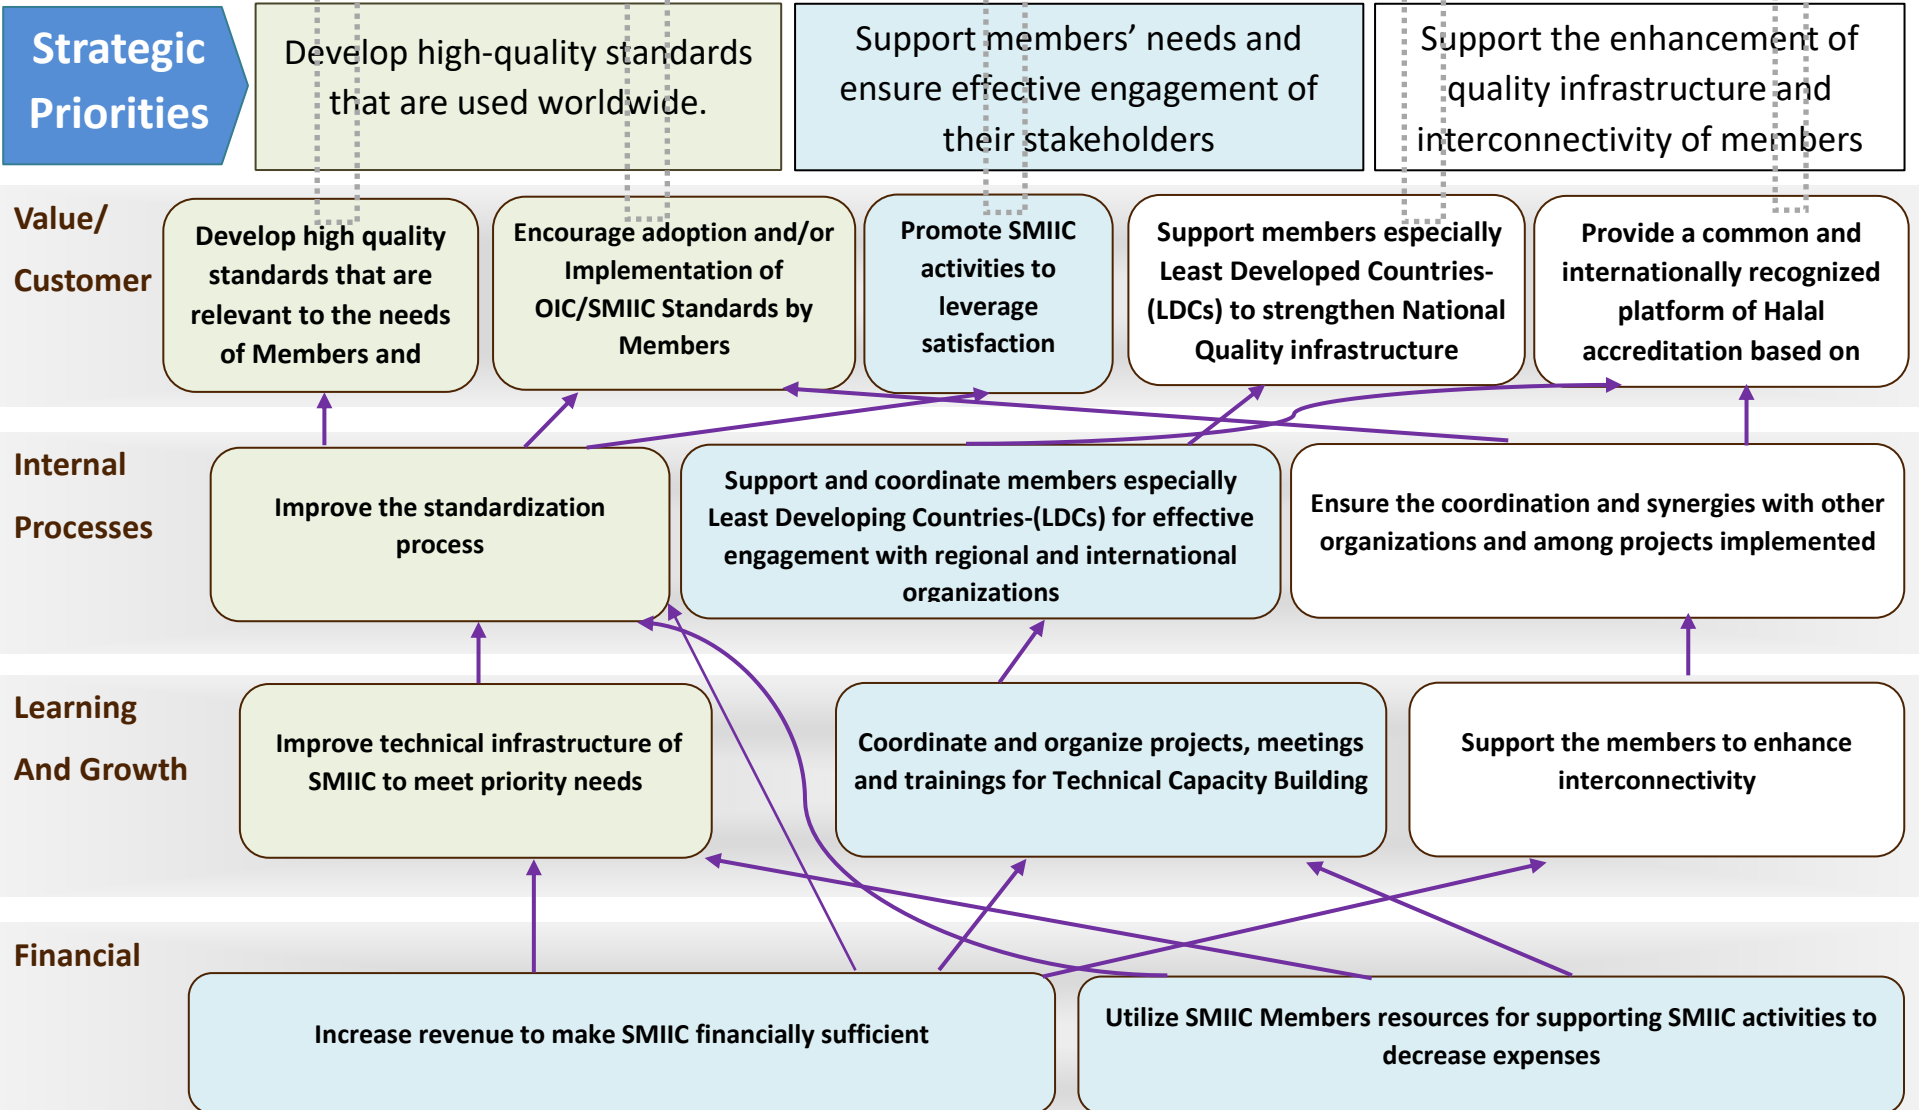 Strategic
Priorities
Develop high-quality standards
that are used worldwide.
Support members' needs and
ensure effective engagement of
their stakeholders
Support the enhancement of
quality infrastructure and
interconnectivity of members
Value/
Customer
Develop high quality
standards that are
relevant to the needs
of Members and
Encourage adoption and/or
Implementation of
OIC/SMIIC Standards by
Members
Promote SMIIC
activities to
leverage
satisfaction
Support members especially
Least Developed Countries-
(LDCs) to strengthen National
Quality infrastructure
Provide a common and
internationally recognized
platform of Halal
accreditation based on
Internal
Processes
Improve the standardization
process
Support and coordinate members especially
Least Developing Countries-(LDCs) for effective
engagement with regional and international
organizations
Ensure the coordination and synergies with other
organizations and among projects implemented
Learning
And Growth
Improve technical infrastructure of
SMIIC to meet priority needs
Coordinate and organize projects, meetings
and trainings for Technical Capacity Building
Support the members to enhance
interconnectivity
Financial
Increase revenue to make SMIIC financially sufficient
Utilize SMIIC Members resources for supporting SMIIC activities to
decrease expenses